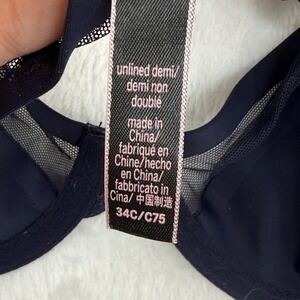 unlined demi/
demi non
doublé
made in
China/
fabriqué en
Chine/hecho
en China/
fabbricato in
Cina/ 中国制造
34C/C75